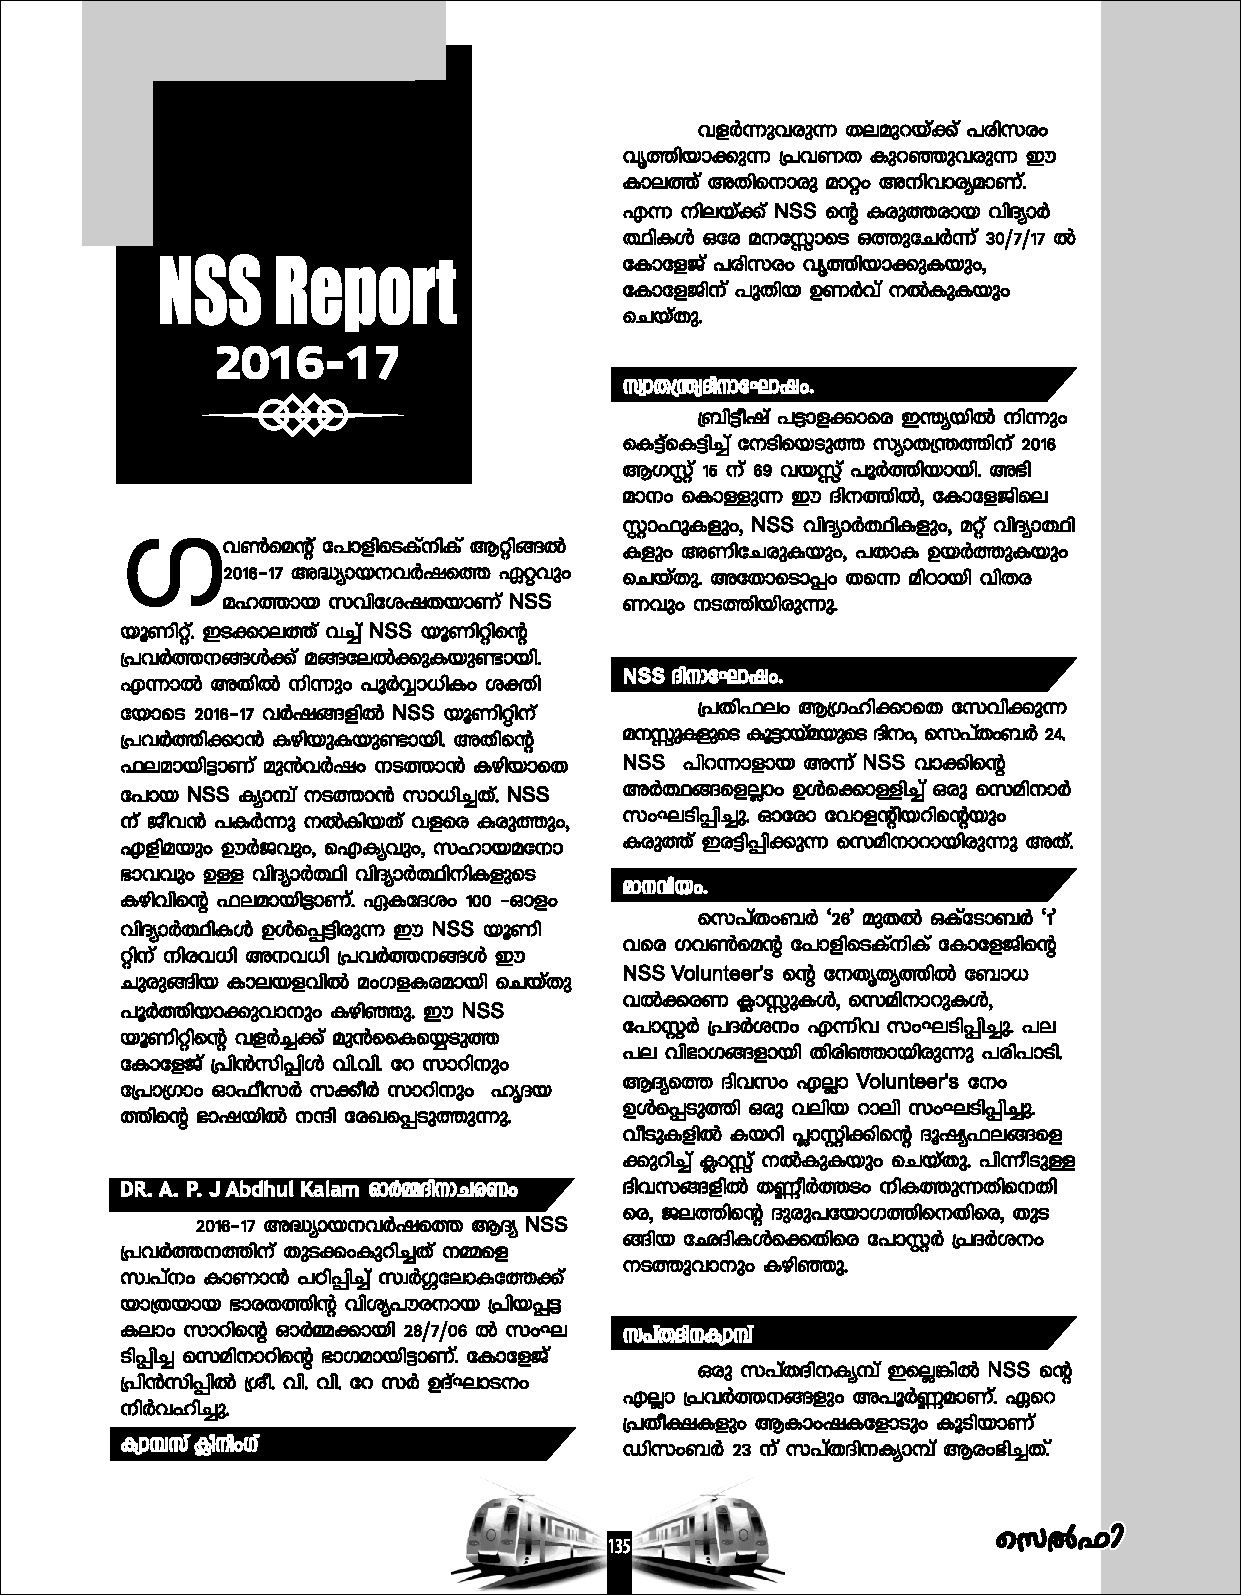 NSS Report
2016-17
ഗവൺമെന്റ് പോളിടെക്നിക് ആറ്റിങ്ങൽ
2016-17 അദ്ധ്യായനവർഷത്തെ ഏറ്റവും
മഹത്തായ സവിശേഷതയാണ് NSS
യൂണിറ്റ്. ഇടക്കാലത്ത് വച്ച് NSS യൂണിറ്റിന്റെ
പ്രവർത്തനങ്ങൾക്ക് മങ്ങലേൽക്കുകയുണ്ടായി.
എന്നാൽ അതിൽ നിന്നും പൂർവ്വാധികം ശക്തി
യോടെ 2016-17 വർഷങ്ങളിൽ NSS യൂണിറ്റിന്
പ്രവർത്തിക്കാൻ കഴിയുകയുണ്ടായി. അതിന്റെ
ഫലമായിട്ടാണ് മുൻവർഷം നടത്താൻ കഴിയാതെ
പോയ NSS ക്യാമ്പ് നടത്താൻ സാധിച്ചത്. NSS
ന് ജീവൻ പകർന്നു നൽകിയത് വളരെ കരുത്തും,
എളിമയും ഊർജവും, ഐക്യവും, സഹായമനോ
ഭാവവും ഉള്ള വിദ്യാർത്ഥി വിദ്യാർത്ഥിനികളുടെ
കഴിവിന്റെ ഫലമായിട്ടാണ്. ഏകദേശം 100 -ഓളം
വിദ്യാർത്ഥികൾ ഉൾപ്പെട്ടിരുന്ന ഈ NSS യൂണി
റ്റിന് നിരവധി അനവധി പ്രവർത്തനങ്ങൾ ഈ
ചുരുങ്ങിയ കാലയളവിൽ മംഗളകരമായി ചെയ്തു
പൂർത്തിയാക്കുവാനും കഴിഞ്ഞു. ഈ NSS
യൂണിറ്റിന്റെ വളർച്ചക്ക് മുൻകൈയ്യെടുത്ത
കോളേജ് പ്രിൻസിപ്പിൾ വി.വി. റേ സാറിനും
പ്രോഗ്രാം ഓഫീസർ സക്കീർ സാറിനും ഹൃദയ
ത്തിന്റെ ഭാഷയിൽ നന്ദി രേഖപ്പെടുത്തുന്നു.
DR. A. P. J Abdhul Kalam ഓർമ്മദിനാചരണം
2016-17 അദ്ധ്യായനവർഷത്തെ ആദ്യ NSS
പ്രവർത്തനത്തിന് തുടക്കംകുറിച്ചത് നമ്മളെ
സ്വപ്നം കാണാൻ പഠിപ്പിച്ച് സ്വർഗ്ഗലോകത്തേക്ക്
യാത്രയായ ഭാരതത്തിന്റ വിശ്വപൗരനായ പ്രിയപ്പട്ട
കലാം സാറിന്റെ ഓർമ്മക്കായി 28/7/06 ൽ സംഘ
ടിപ്പിച്ച സെമിനാറിന്റെ ഭാഗമായിട്ടാണ്. കോളേജ്
പ്രിൻസിപ്പിൽ ശ്രീ. വി. വി. റേ സർ ഉദ്ഘാടനം
നിർവഹിച്ചു.
ക്യാമ്പസ് ക്ലീനിംഗ്
വളർന്നുവരുന്ന തലമുറയ്ക്ക് പരിസരം
വൃത്തിയാക്കുന്ന പ്രവണത കുറഞ്ഞുവരുന്ന ഈ
കാലത്ത് അതിനൊരു മാറ്റം അനിവാര്യമാണ്.
എന്ന നിലയ്ക്ക് NSS ന്റെ കരുത്തരായ വിദ്യാർ
ത്ഥികൾ ഒരേ മനസ്സോടെ ഒത്തുചേർന്ന് 30/7/17 ൽ
കോളേജ് പരിസരം വൃത്തിയാക്കുകയും,
കോളേജിന് പുതിയ ഉണർവ് നൽകുകയും
ചെയ്തു.
സ്വാതന്ത്ര്യദിനാഘോഷം.
ബ്രിട്ടീഷ് പട്ടാളക്കാരെ ഇന്ത്യയിൽ നിന്നും
കെട്ട്കെട്ടിച്ച് നേടിയെടുത്ത സ്വാതന്ത്രത്തിന് 2016
ആഗസ്റ്റ് 15 ന് 69 വയസ്സ് പൂർത്തിയായി. അഭി
മാനം കൊള്ളുന്ന ഈ ദിനത്തിൽ, കോളേജിലെ
സ്റ്റാഫുകളും, NSS വിദ്യാർത്ഥികളും, മറ്റ് വിദ്യാത്ഥി
കളും അണിചേരുകയും, പതാക ഉയർത്തുകയും
ചെയ്തു. അതോടൊപ്പം തന്നെ മിഠായി വിതര
ണവും നടത്തിയിരുന്നു.
NSS ദിനാഘോഷം.
പ്രതിഫലം ആഗ്രഹിക്കാതെ സേവിക്കുന്ന
മനസ്സുകളുടെ കൂട്ടായ്മയുടെ ദിനം, സെപ്തംബർ 24.
NSS പിറന്നാളായ അന്ന് NSS വാക്കിന്റെ
അർത്ഥങ്ങളെല്ലാം ഉൾക്കൊള്ളിച്ച് ഒരു സെമിനാർ
സംഘടിപ്പിച്ചു. ഓരോ വോളന്റിയറിന്റെയും
കരുത്ത് ഇരട്ടിപ്പിക്കുന്ന സെമിനാറായിരുന്നു അത്.
മാനവീയം.
സെപ്തംബർ ‘26’ മുതൽ ഒക്ടോബർ ‘1’
വരെ ഗവൺമെന്റ പോളിടെക്നിക് കോളേജിന്റെ
NSS Volunteer's ന്റെ നേതൃത്വത്തിൽ ബോധ
വൽക്കരണ ക്ലാസ്സുകൾ, സെമിനാറുകൾ,
പോസ്റ്റർ പ്രദർശനം എന്നിവ സംഘടിപ്പിച്ചു. പല
പല വിഭാഗങ്ങളായി തിരിഞ്ഞായിരുന്നു പരിപാടി.
ആദ്യത്തെ ദിവസം എല്ലാ Volunteer's നേം
ഉൾപ്പെടുത്തി ഒരു വലിയ റാലി സംഘടിപ്പിച്ചു.
വീടുകളിൽ കയറി പ്ലാസ്റ്റിക്കിന്റെ ദൂഷ്യഫലങ്ങളെ
ക്കുറിച്ച് ക്ലാസ്സ് നൽകുകയും ചെയ്തു. പിന്നീടുള്ള
ദിവസങ്ങളിൽ തണ്ണീർത്തടം നികത്തുന്നതിനെതി
രെ, ജലത്തിന്റെ ദുരുപയോഗത്തിനെതിരെ, തുട
ങ്ങിയ ഛേദികൾക്കെതിരെ പോസ്റ്റർ പ്രദർശനം
നടത്തുവാനും കഴിഞ്ഞു.
സപ്തദിനക്യാമ്പ്
ഒരു സപ്തദിനക്യമ്പ് ഇല്ലെങ്കിൽ NSS ന്റെ
എല്ലാ പ്രവർത്തനങ്ങളും അപൂർണ്ണമാണ്. ഏറെ
പ്രതീക്ഷകളും ആകാംഷകളോടും കൂടിയാണ്
ഡിസംബർ 23 ന് സപ്തദിനക്യാമ്പ് ആരംഭിച്ചത്.
135
സെൽഫി